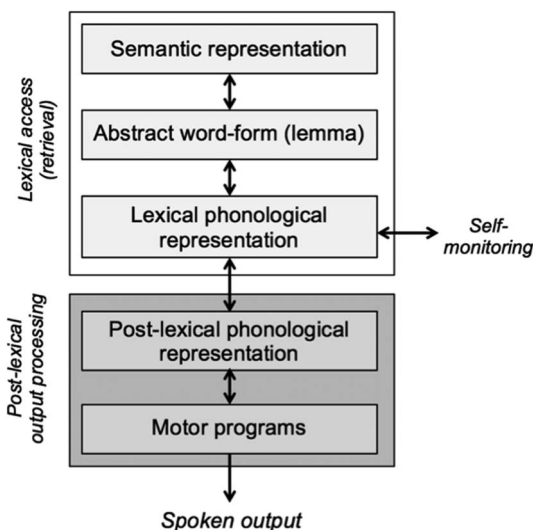 Lexical access
(retrieval)
Semantic representation
Abstract word-form (lemma)
Lexical phonological
representation
Self-
monitoring
Post-lexical
output processing
Post-lexical phonological
representation
Motor programs
Spoken output